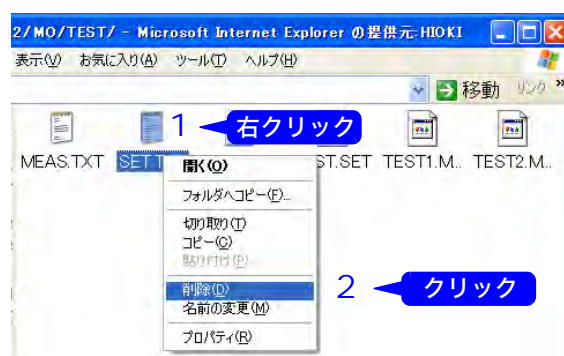 2/MO/TEST/ - Microsoft Internet Explorer の提供元:HIOKI
表示(V) お気に入り(A) ツール(T) ヘルプ(H)
移動 リンク »
1 右クリック
MEAS.TXT SET.T ST.SET TEST1.M.. TEST2.M..
開く(O)
フォルダへコピー(F)...
切り取り(T)
コピー(C)
貼り付け(P)
削除(D)
2 クリック
名前の変更(M)
プロパティ(R)